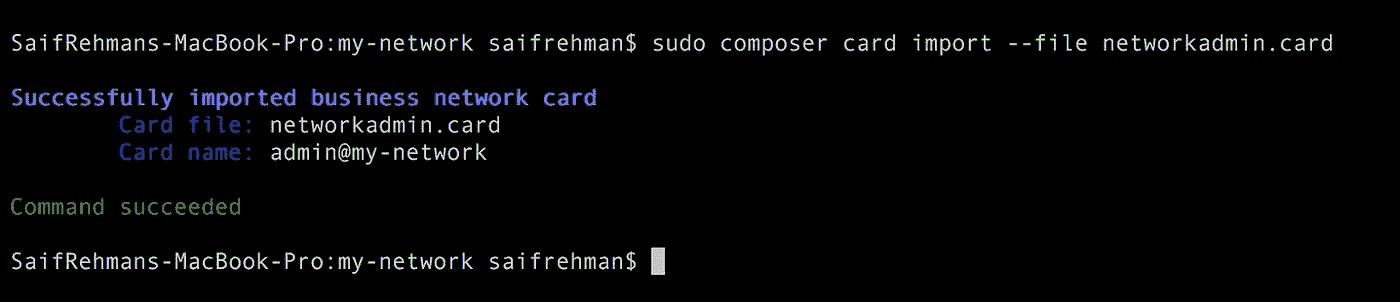 SaifRehmans-MacBook-Pro:my-network saifrehman$ sudo composer card import --file networkadmin.card
Successfully imported business network card
Card file: networkadmin.card
Card name: admin@my-network
Command succeeded
SaifRehmans-MacBook-Pro:my-network saifrehman$